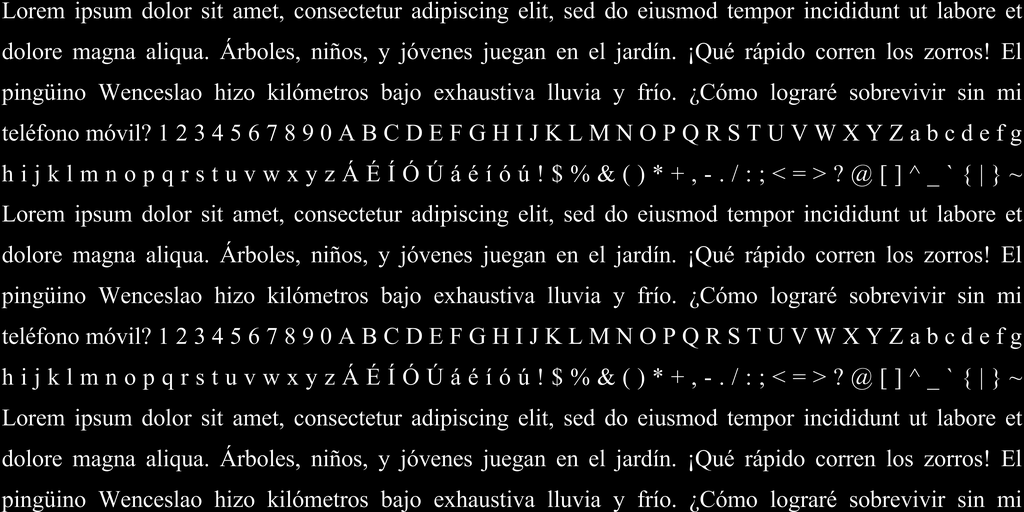 Lorem ipsum dolor sit amet, consectetur adipiscing elit, sed do eiusmod tempor incididunt ut labore et
dolore magna aliqua. Árboles, niños, y jóvenes juegan en el jardín. ¡Qué rápido corren los zorros! El
pingüino Wenceslao hizo kilómetros bajo exhaustiva lluvia y frío. ¿Cómo lograré sobrevivir sin mi
teléfono móvil? 1 2 3 4 5 6 7 8 9 0 A B C D E F G H I J K L M N O P Q R S T U V W X Y Z a b c d e f g
h i j k l m n o p q r s t u v w x y z Á É Í Ó Ú á é í ó ú ! $ % & ( ) * + , - . / : ; < = > ? @ [ ] ^ _ ` { | } ~
Lorem ipsum dolor sit amet, consectetur adipiscing elit, sed do eiusmod tempor incididunt ut labore et
dolore magna aliqua. Árboles, niños, y jóvenes juegan en el jardín. ¡Qué rápido corren los zorros! El
pingüino Wenceslao hizo kilómetros bajo exhaustiva lluvia y frío. ¿Cómo lograré sobrevivir sin mi
teléfono móvil? 1 2 3 4 5 6 7 8 9 0 A B C D E F G H I J K L M N O P Q R S T U V W X Y Z a b c d e f g
h i j k l m n o p q r s t u v w x y z Á É Í Ó Ú á é í ó ú ! $ % & ( ) * + , - . / : ; < = > ? @ [ ] ^ _ ` { | } ~
Lorem ipsum dolor sit amet, consectetur adipiscing elit, sed do eiusmod tempor incididunt ut labore et
dolore magna aliqua. Árboles, niños, y jóvenes juegan en el jardín. ¡Qué rápido corren los zorros! El
pingüino Wenceslao hizo kilómetros bajo exhaustiva lluvia y frío. ¿Cómo lograré sobrevivir sin mi